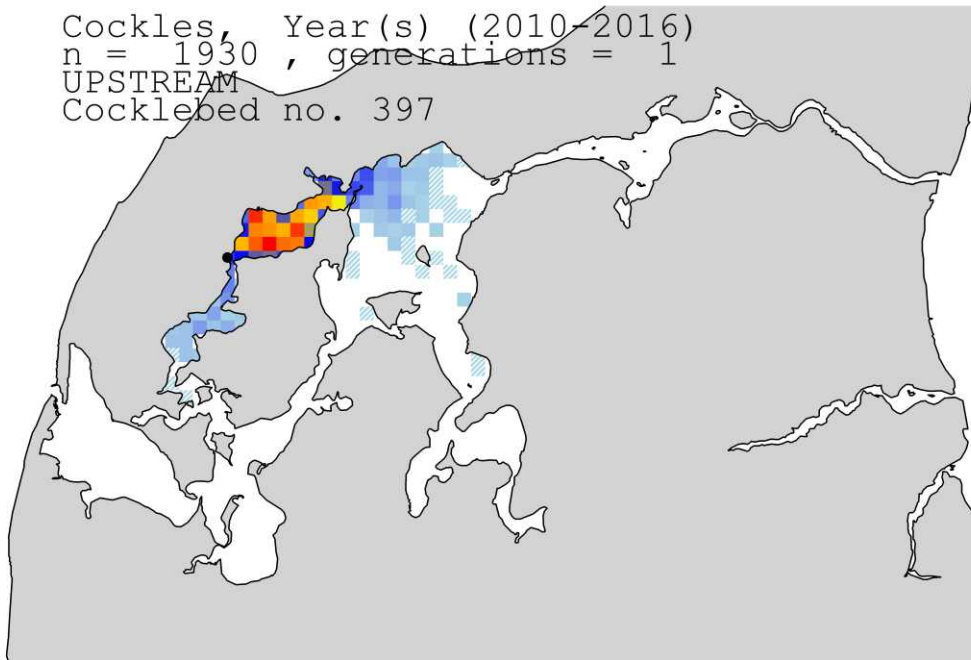 Cockles, Year(s) (2010-2016)
n = 1930 , generations = 1
UPSTREAM
Cocklebed no. 397